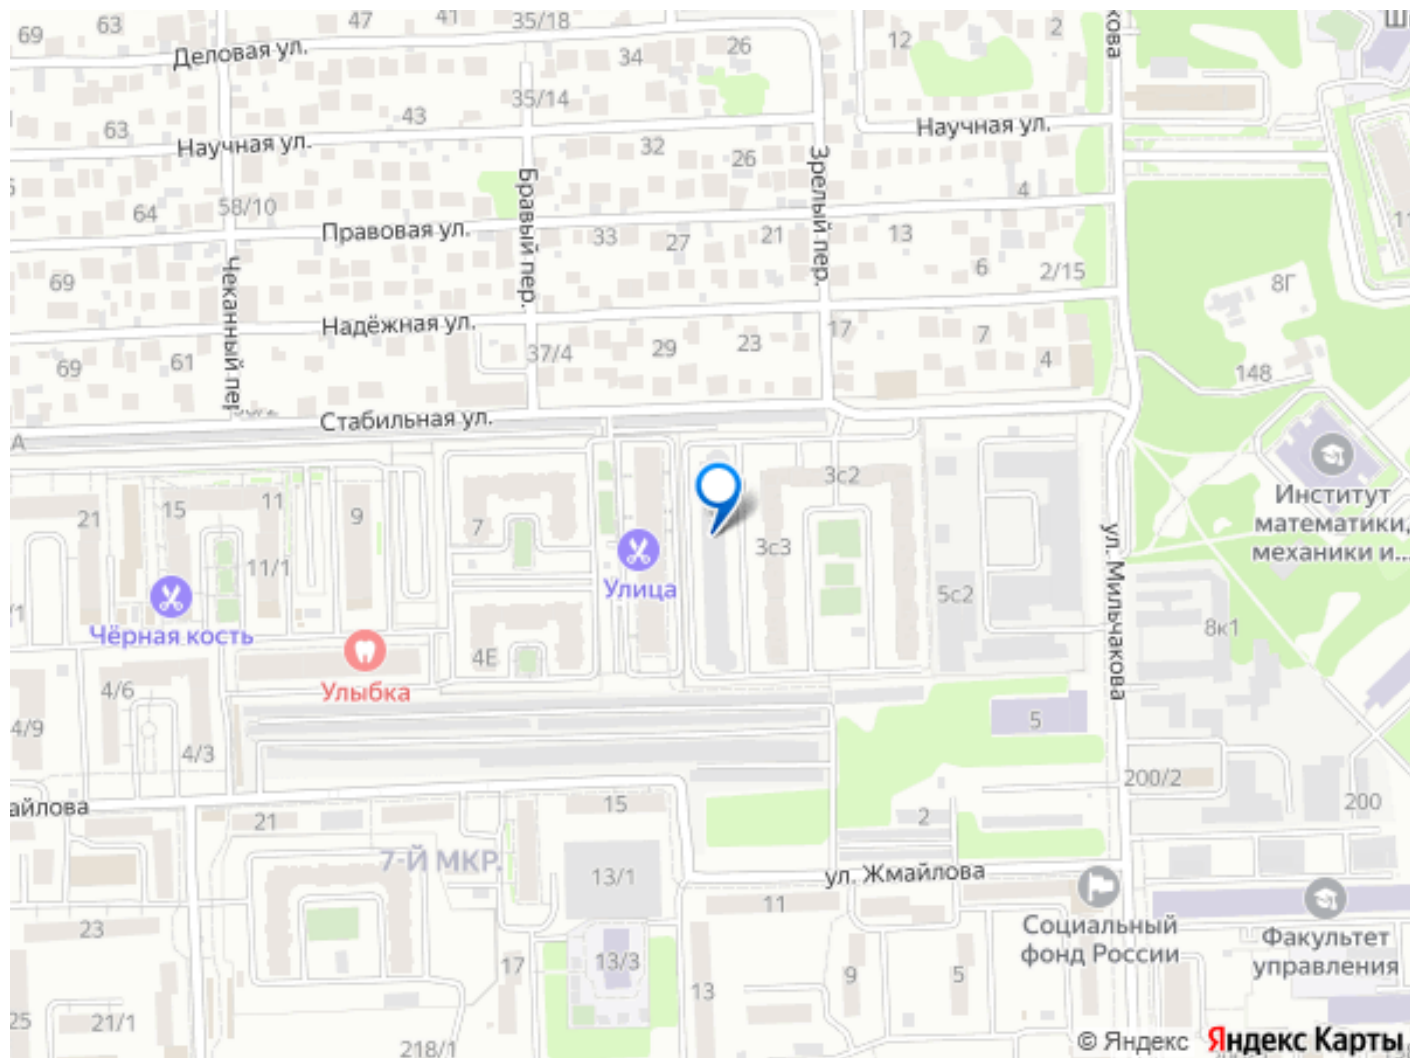 69
63
47
41
35/18
26
12
2
Деловая ул.
34
63
43
35/14
Научная ул.
32
26
Научная ул.
64
58/10
Бравый пер.
Зрелый пер.
4
Правовая ул.
33
27
21
13
69
Чеканный пер
6
2/15
8Г
Надёжная ул.
17
7
69
61
37/4
29
23
4
148
Стабильная ул.
3с2
Институт
математики,
механики и...
21
15
11
9
7
3с3
ул. Мильчакова
11/1
Улица
5с2
Чёрная кость
8к1
4/6
Улыбка
4Е
4/9
4/3
5
200/2
айлова
21
15
2
200
7-Й МКР.
13/1
ул. Жмайлова
11
23
Социальный
фонд России
Факультет
управления
17
13/3
13
9
5
25
21/1
218/1
© Яндекс Яндекс Карты